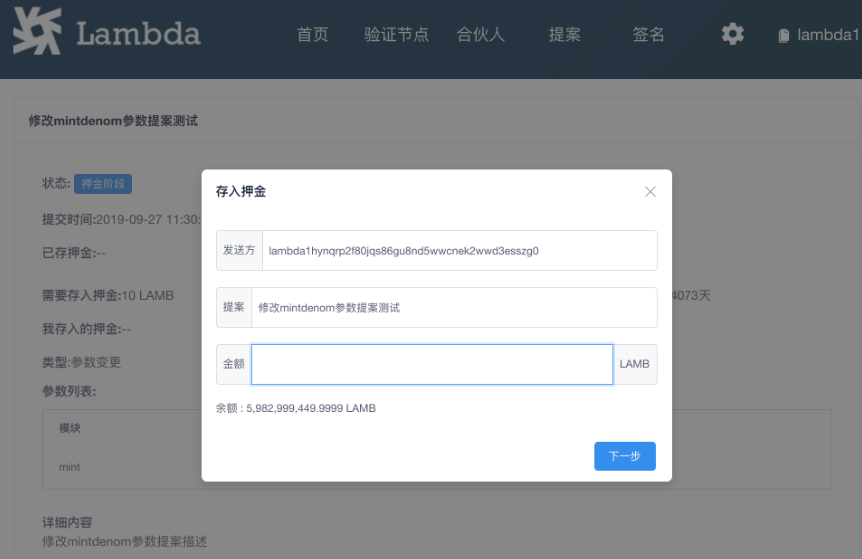 Lambda 首页 验证节点 合伙人 提案 签名 lambda1
修改mintdenom参数提案测试
状态: 押金阶段
提交时间:2019-09-27 11:30:
已存押金:--
需要存入押金:10 LAMB
4073天
我存入的押金:--
类型:参数变更
参数列表:
模块
mint
详细内容
修改mintdenom参数提案描述
存入押金
发送方 lambda1hynqrp2f80jqs86gu8nd5wwcnek2wwd3esszg0
提案 修改mintdenom参数提案测试
金额 LAMB
余额 : 5,982,999,449.9999 LAMB
下一步